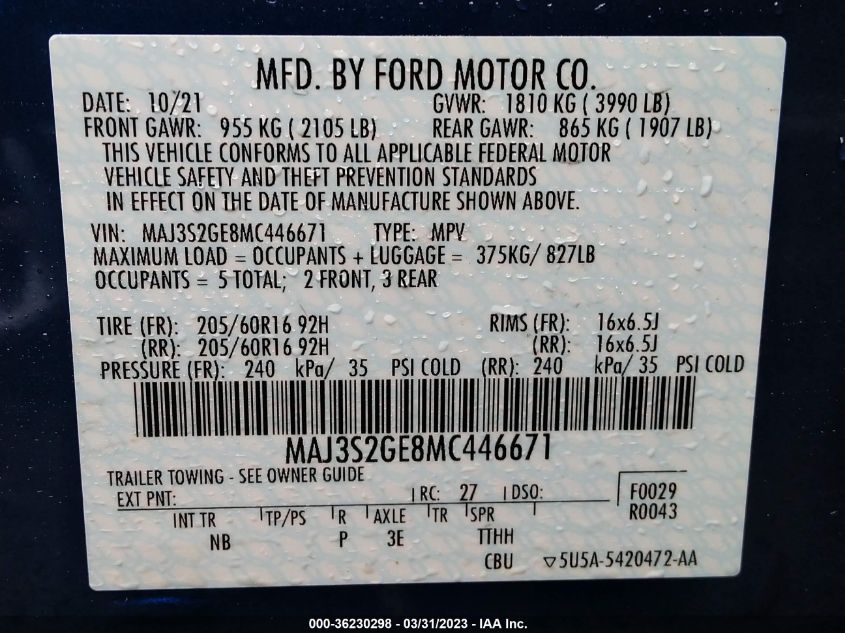 MFD. BY FORD MOTOR CO.
DATE: 10/21 GVWR: 1810 KG ( 3990 LB)
FRONT GAWR: 955 KG ( 2105 LB) REAR GAWR: 865 KG ( 1907 LB)
THIS VEHICLE CONFORMS TO ALL APPLICABLE FEDERAL MOTOR
VEHICLE SAFETY AND THEFT PREVENTION STANDARDS
IN EFFECT ON THE DATE OF MANUFACTURE SHOWN ABOVE.
VIN: MAJ3S2GE8MC446671 TYPE: MPV
MAXIMUM LOAD = OCCUPANTS + LUGGAGE = 375KG/ 827LB
OCCUPANTS = 5 TOTAL; 2 FRONT, 3 REAR
TIRE (FR): 205/60R16 92H RIMS (FR): 16x6.5J
(RR): 205/60R16 92H (RR): 16x6.5J
PRESSURE (FR): 240 kPa/ 35 PSI COLD (RR): 240 kPa/ 35 PSI COLD
MAJ3S2GE8MC446671
TRAILER TOWING - SEE OWNER GUIDE
EXT PNT: RC: 27 DSO: F0029
R0043
INT TR TP/PS R AXLE TR SPR
NB P 3E TTHH
CBU ▽5U5A-5420472-AA
000-36230298 - 03/31/2023 - IAA Inc.